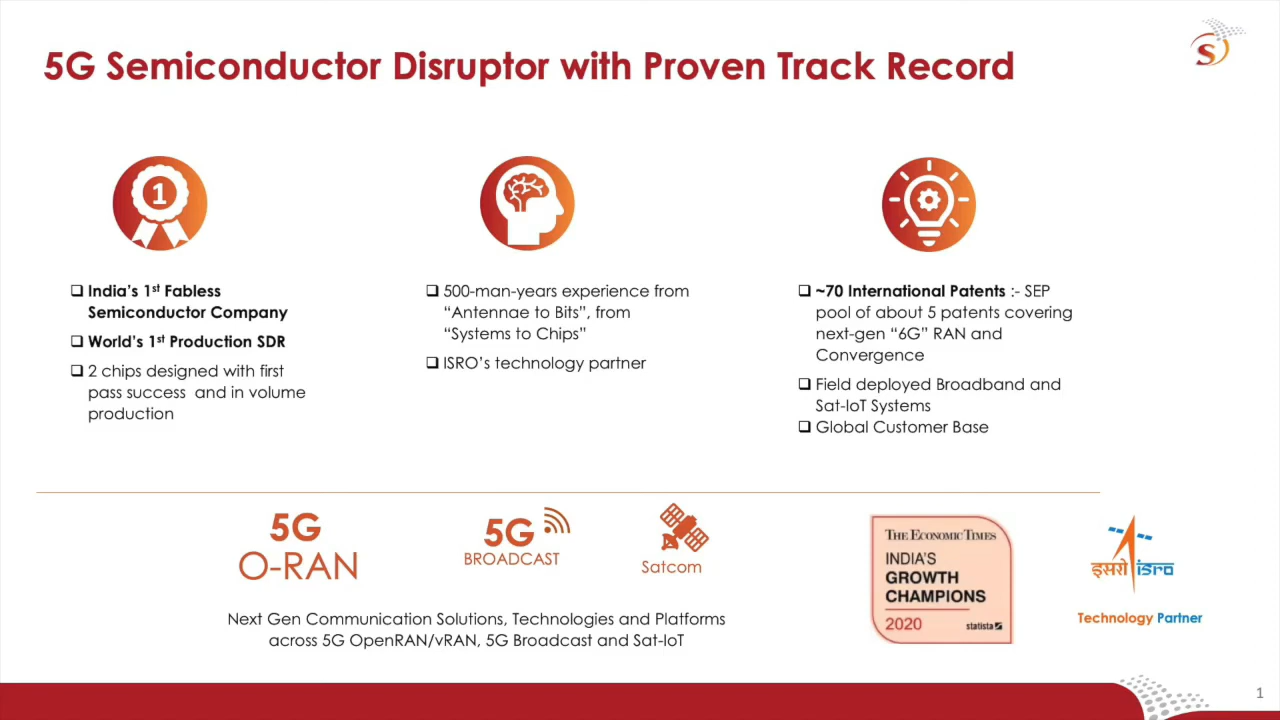 5G Semiconductor Disruptor with Proven Track Record
S
1
❑ India's 1st Fabless
Semiconductor Company
❑ World's 1st Production SDR
❑ 2 chips designed with first
pass success and in volume
production
❑ 500-man-years experience from
“Antennae to Bits”, from
“Systems to Chips”
❑ ISRO's technology partner
❑ ~70 International Patents :- SEP
pool of about 5 patents covering
next-gen “6G” RAN and
Convergence
❑ Field deployed Broadband and
Sat-IoT Systems
❑ Global Customer Base
5G
O-RAN
5G
BROADCAST
Satcom
Next Gen Communication Solutions, Technologies and Platforms
across 5G OpenRAN/vRAN, 5G Broadcast and Sat-IoT
THE ECONOMIC TIMES
INDIA'S
GROWTH
CHAMPIONS
2020
statista
इसरो isro
Technology Partner
1